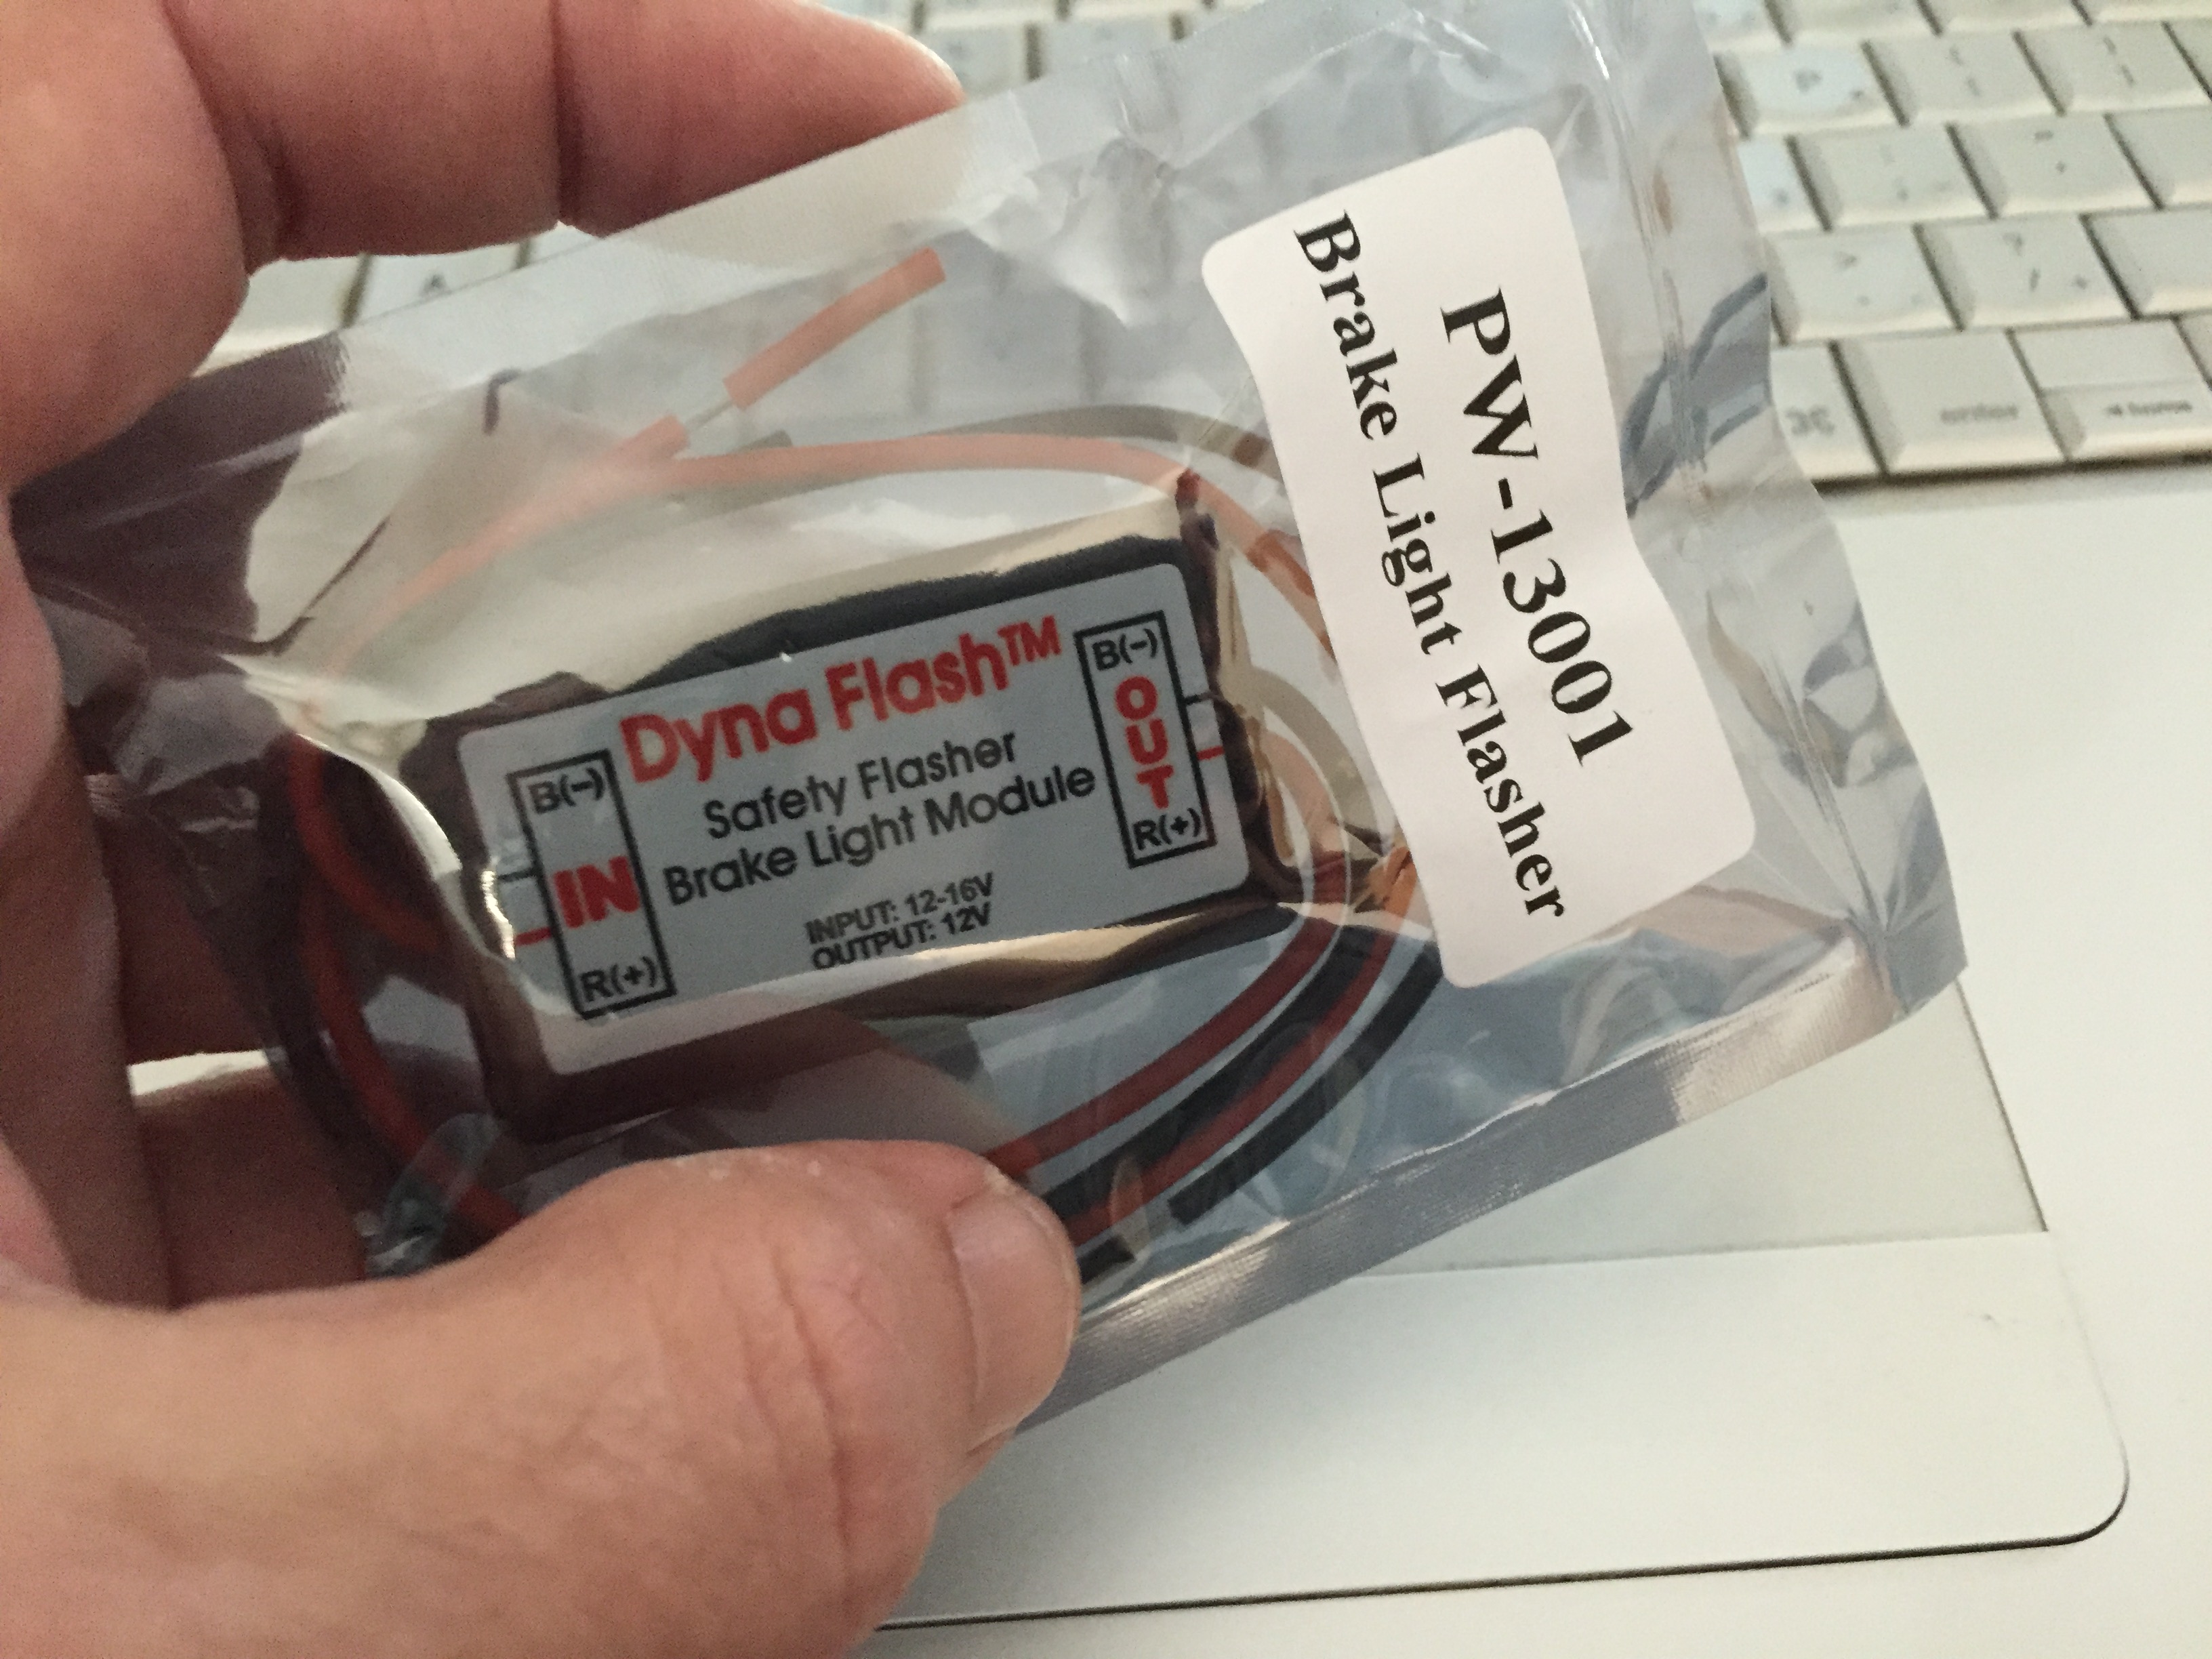 PW-13001
Brake Light Flasher
Dyna Flash™
Safety Flasher
Brake Light Module
INPUT: 12-16V
OUTPUT: 12V
B(-)
IN
R(+)
B(-)
OUT
R(+)